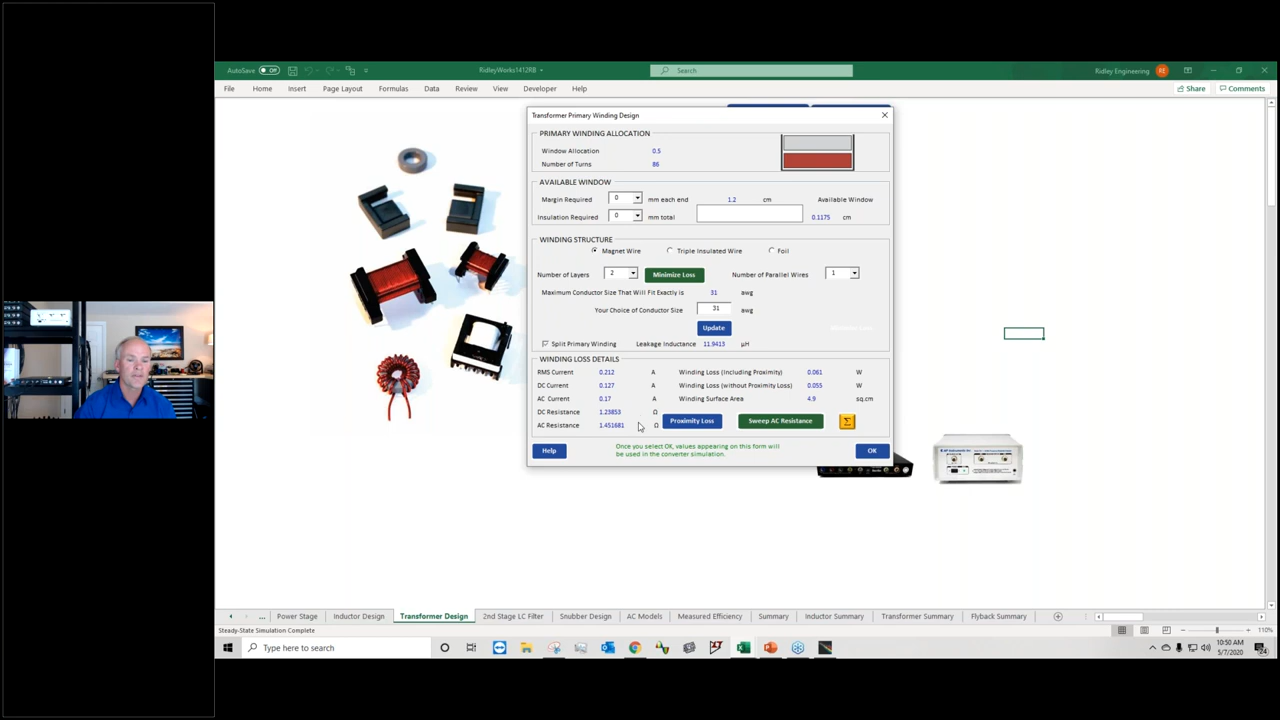 AutoSave Off RidleyWorks1412RB Search Ridley Engineering FE
File Home Insert Page Layout Formulas Data Review View Developer Help Share Comments
Transformer Primary Winding Design
PRIMARY WINDING ALLOCATION
Window Allocation 0.5
Number of Turns 86
AVAILABLE WINDOW
Margin Required 0 mm each end 1.2 cm Available Window
Insulation Required 0 mm total 0.1175 cm
WINDING STRUCTURE
Magnet Wire Triple Insulated Wire Foil
Number of Layers 2 Minimize Loss Number of Parallel Wires 1
Maximum Conductor Size That Will Fit Exactly is 31 awg
Your Choice of Conductor Size 31 awg
Update
Split Primary Winding Leakage Inductance 11.9413 µH
WINDING LOSS DETAILS
RMS Current 0.212 A Winding Loss (Including Proximity) 0.061 W
DC Current 0.127 A Winding Loss (without Proximity Loss) 0.055 W
AC Current 0.17 A Winding Surface Area 4.9 sq.cm
DC Resistance 1.23853 Ω Proximity Loss Sweep AC Resistance Σ
AC Resistance 1.451681 Ω
Help Once you select OK, values appearing on this form will OK
be used in the converter simulation.
... Power Stage Inductor Design Transformer Design 2nd Stage LC Filter Snubber Design AC Models Measured Efficiency Summary Inductor Summary Transformer Summary Flyback Summary
Steady-State Simulation Complete 110%
Type here to search 10:50 AM
5/7/2020